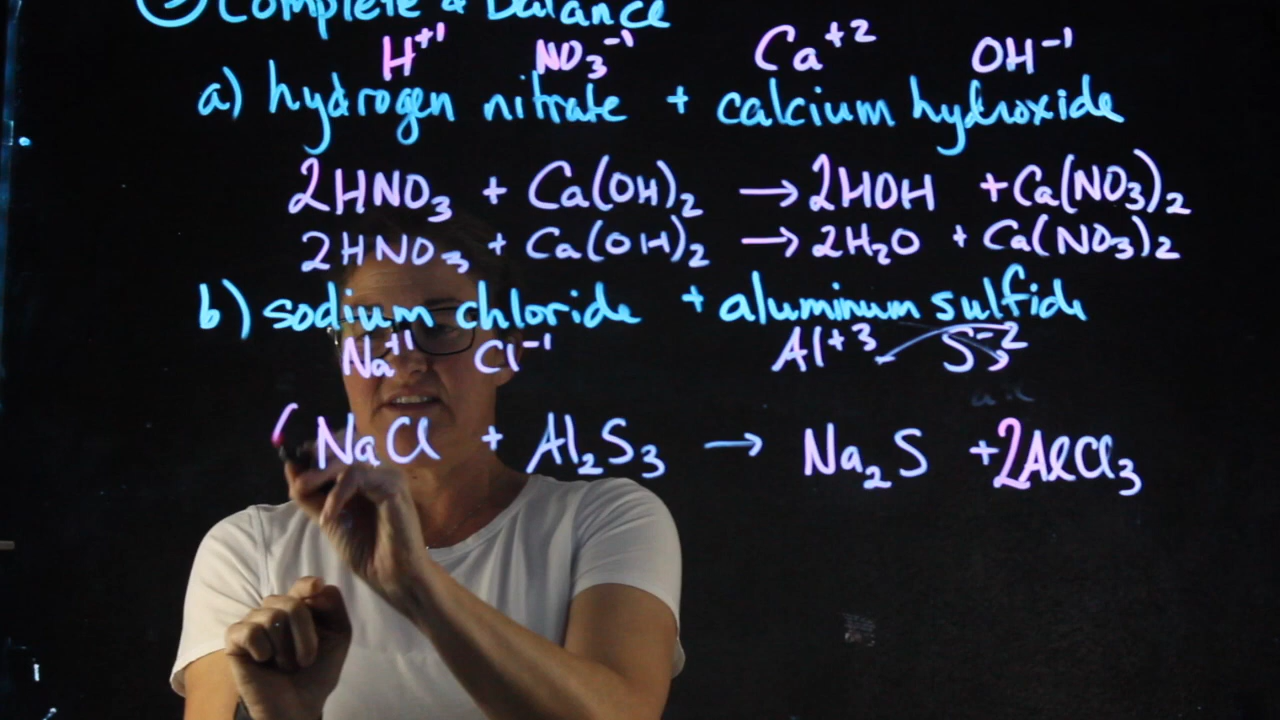 ② Complete & Balance
H⁺¹ NO₃⁻¹ Ca⁺² OH⁻¹
a) hydrogen nitrate + calcium hydroxide
2HNO₃ + Ca(OH)₂ → 2HOH + Ca(NO₃)₂
2HNO₃ + Ca(OH)₂ → 2H₂O + Ca(NO₃)₂
b) sodium chloride + aluminum sulfide
Na⁺¹ Cl⁻¹ Al⁺³ S⁻²
NaCl + Al₂S₃ → Na₂S + 2AlCl₃